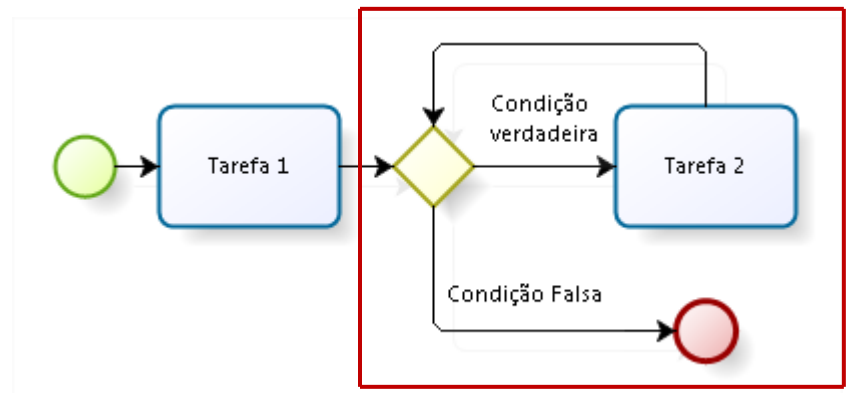 Tarefa 1
Condição
verdadeira
Tarefa 2
Condição Falsa